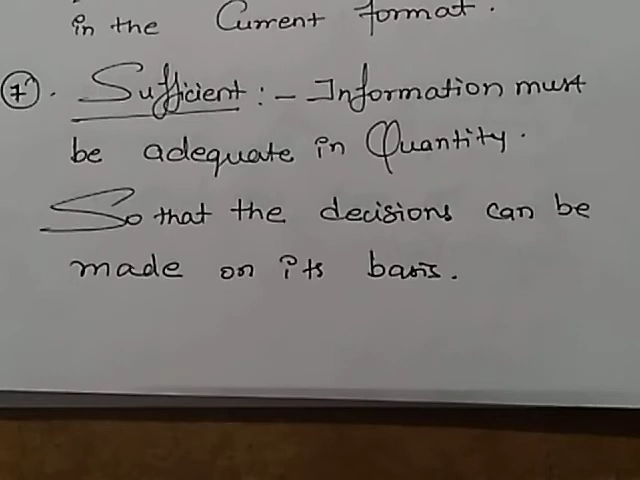 in the Current format.
⑦. Sufficient :- Information must
be adequate in Quantity.
So that the decisions can be
made on its basis.